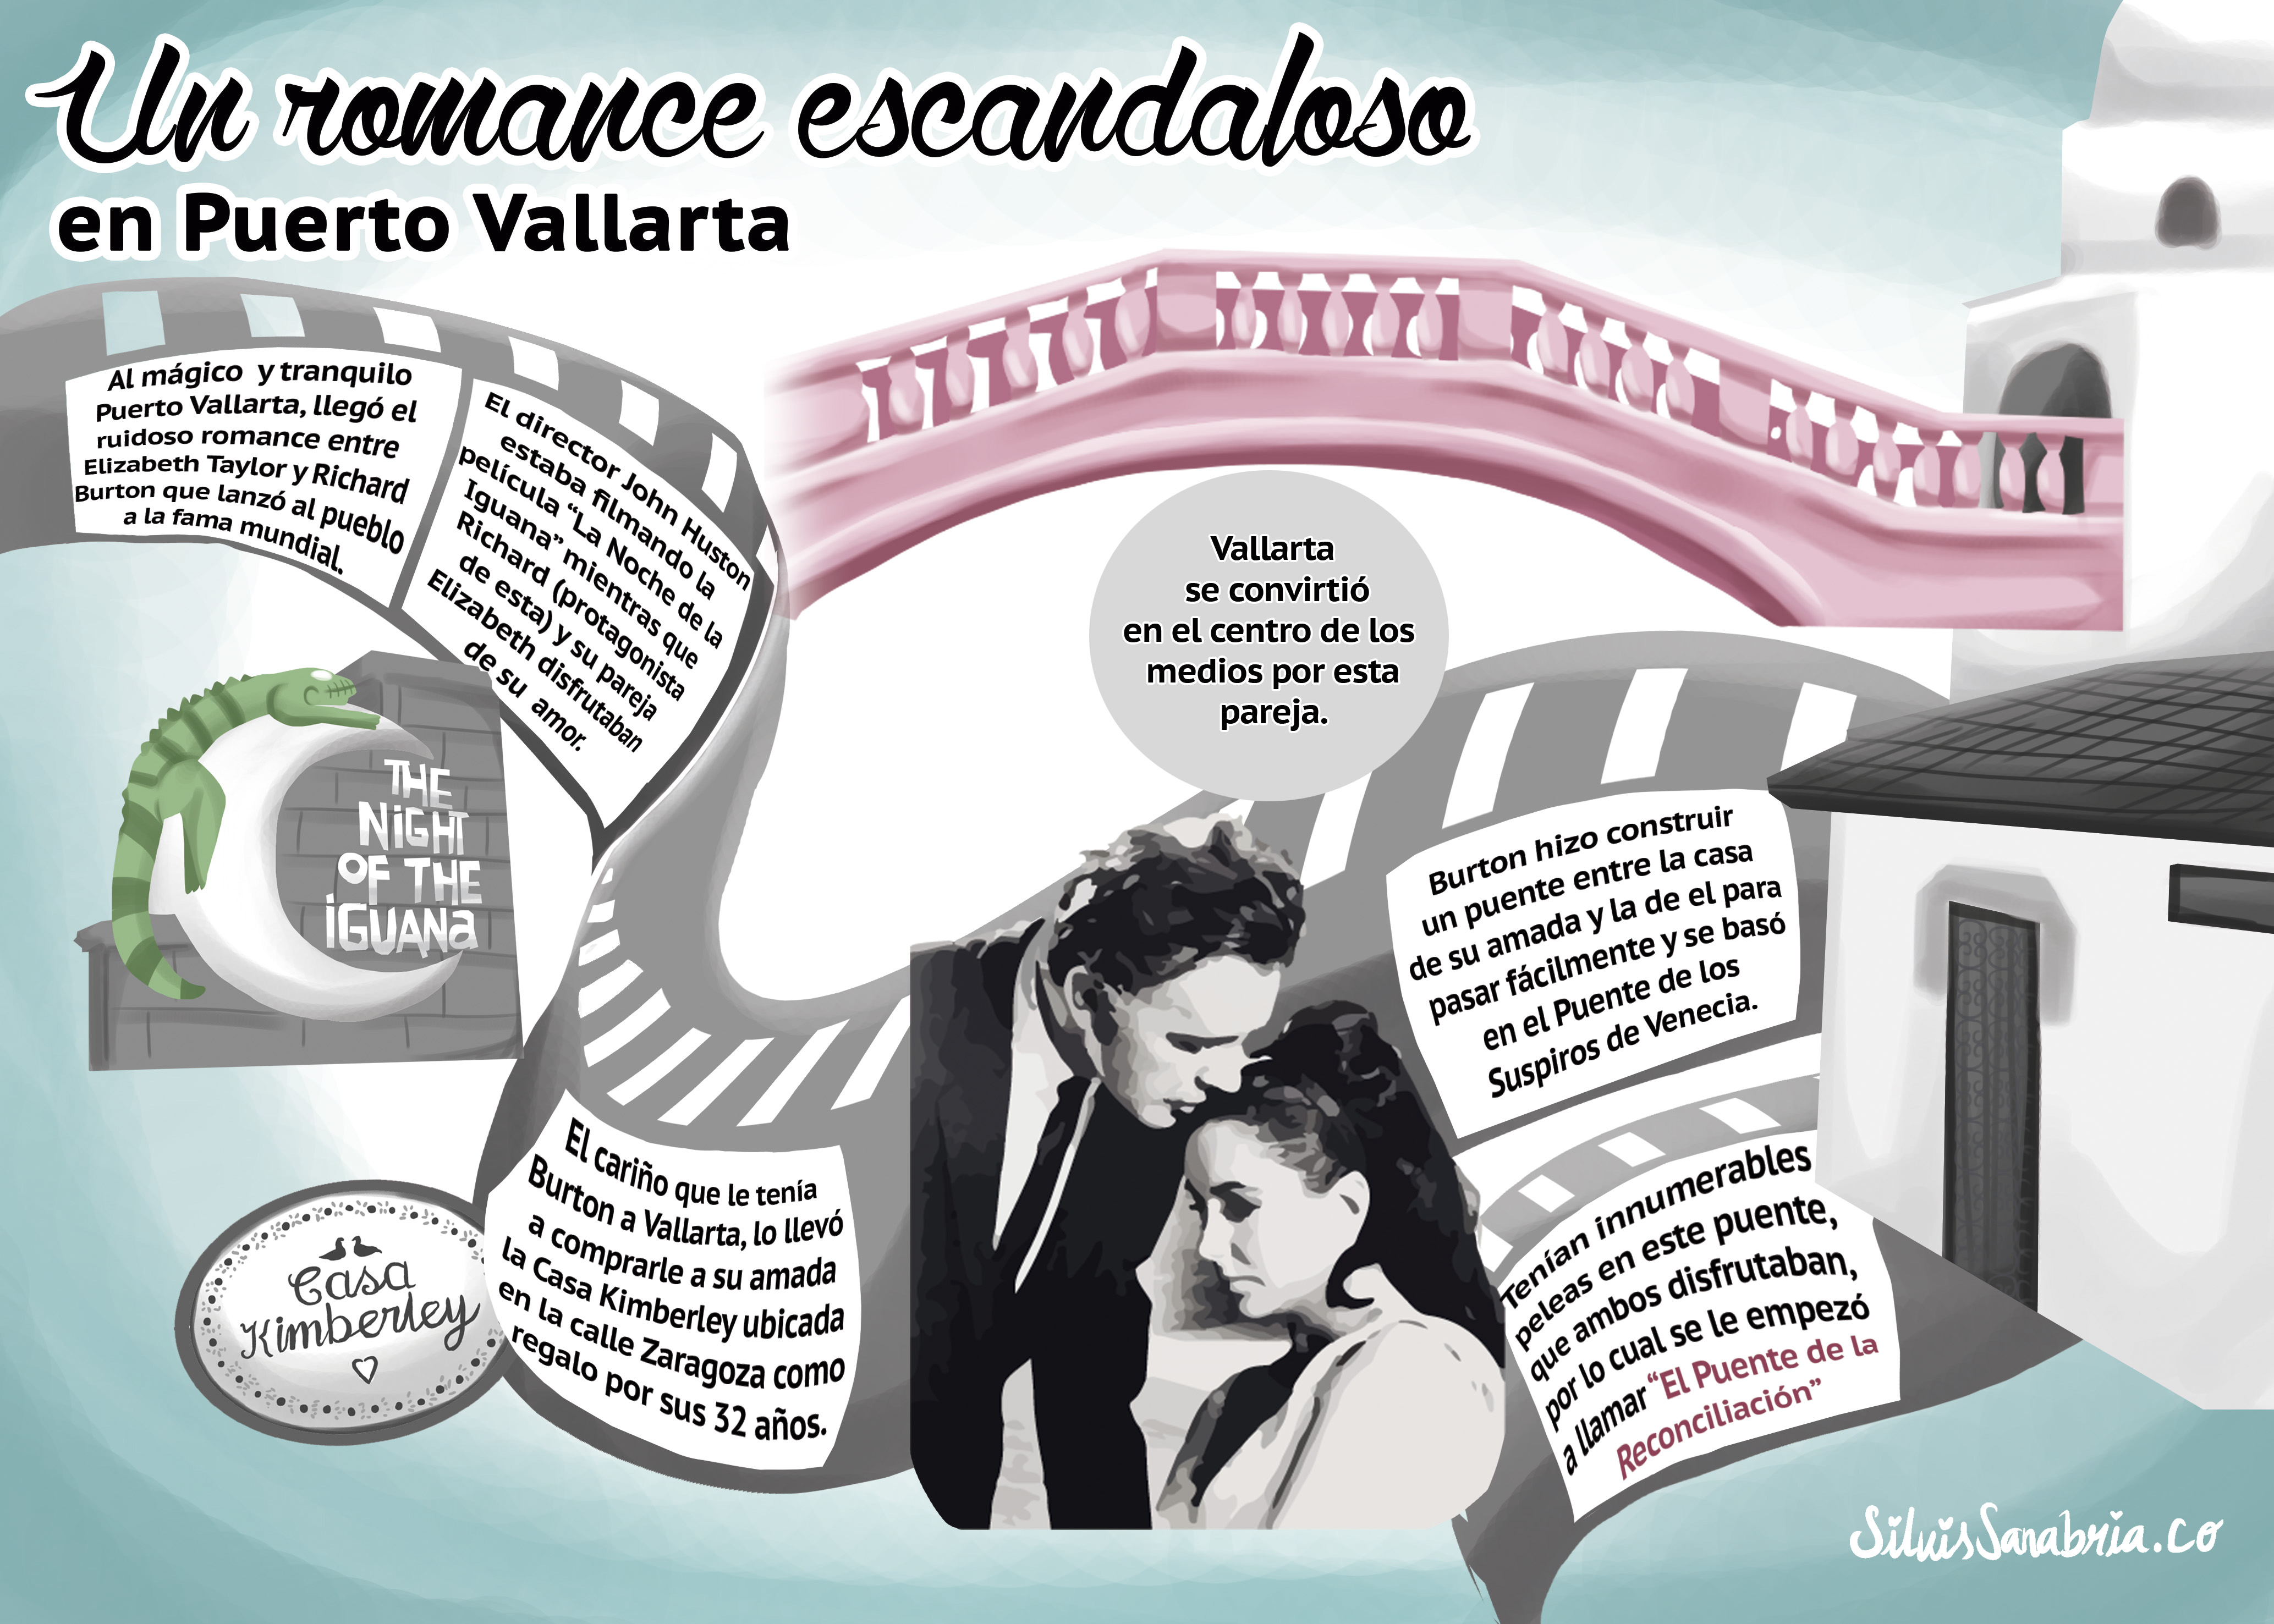 Un romance escandaloso
en Puerto Vallarta
Al mágico y tranquilo
Puerto Vallarta, llegó el
ruidoso romance entre
Elizabeth Taylor y Richard
Burton que lanzó al pueblo
a la fama mundial.
El director John Huston
estaba filmando la
película “La Noche de la
Iguana” mientras que
Richard (protagonista
de esta) y su pareja
Elizabeth disfrutaban
de su amor.
THE
NiGHT
OF THE
iGUANa
Vallarta
se convirtió
en el centro de los
medios por esta
pareja.
El cariño que le tenía
Burton a Vallarta, lo llevó
a comprarle a su amada
la Casa Kimberley ubicada
en la calle Zaragoza como
regalo por sus 32 años.
Casa
Kimberley
Burton hizo construir
un puente entre la casa
de su amada y la de el para
pasar fácilmente y se basó
en el Puente de los
Suspiros de Venecia.
Tenían innumerables
peleas en este puente,
que ambos disfrutaban,
por lo cual se le empezó
a llamar “El Puente de la
Reconciliación”
SiluisSanabria.co